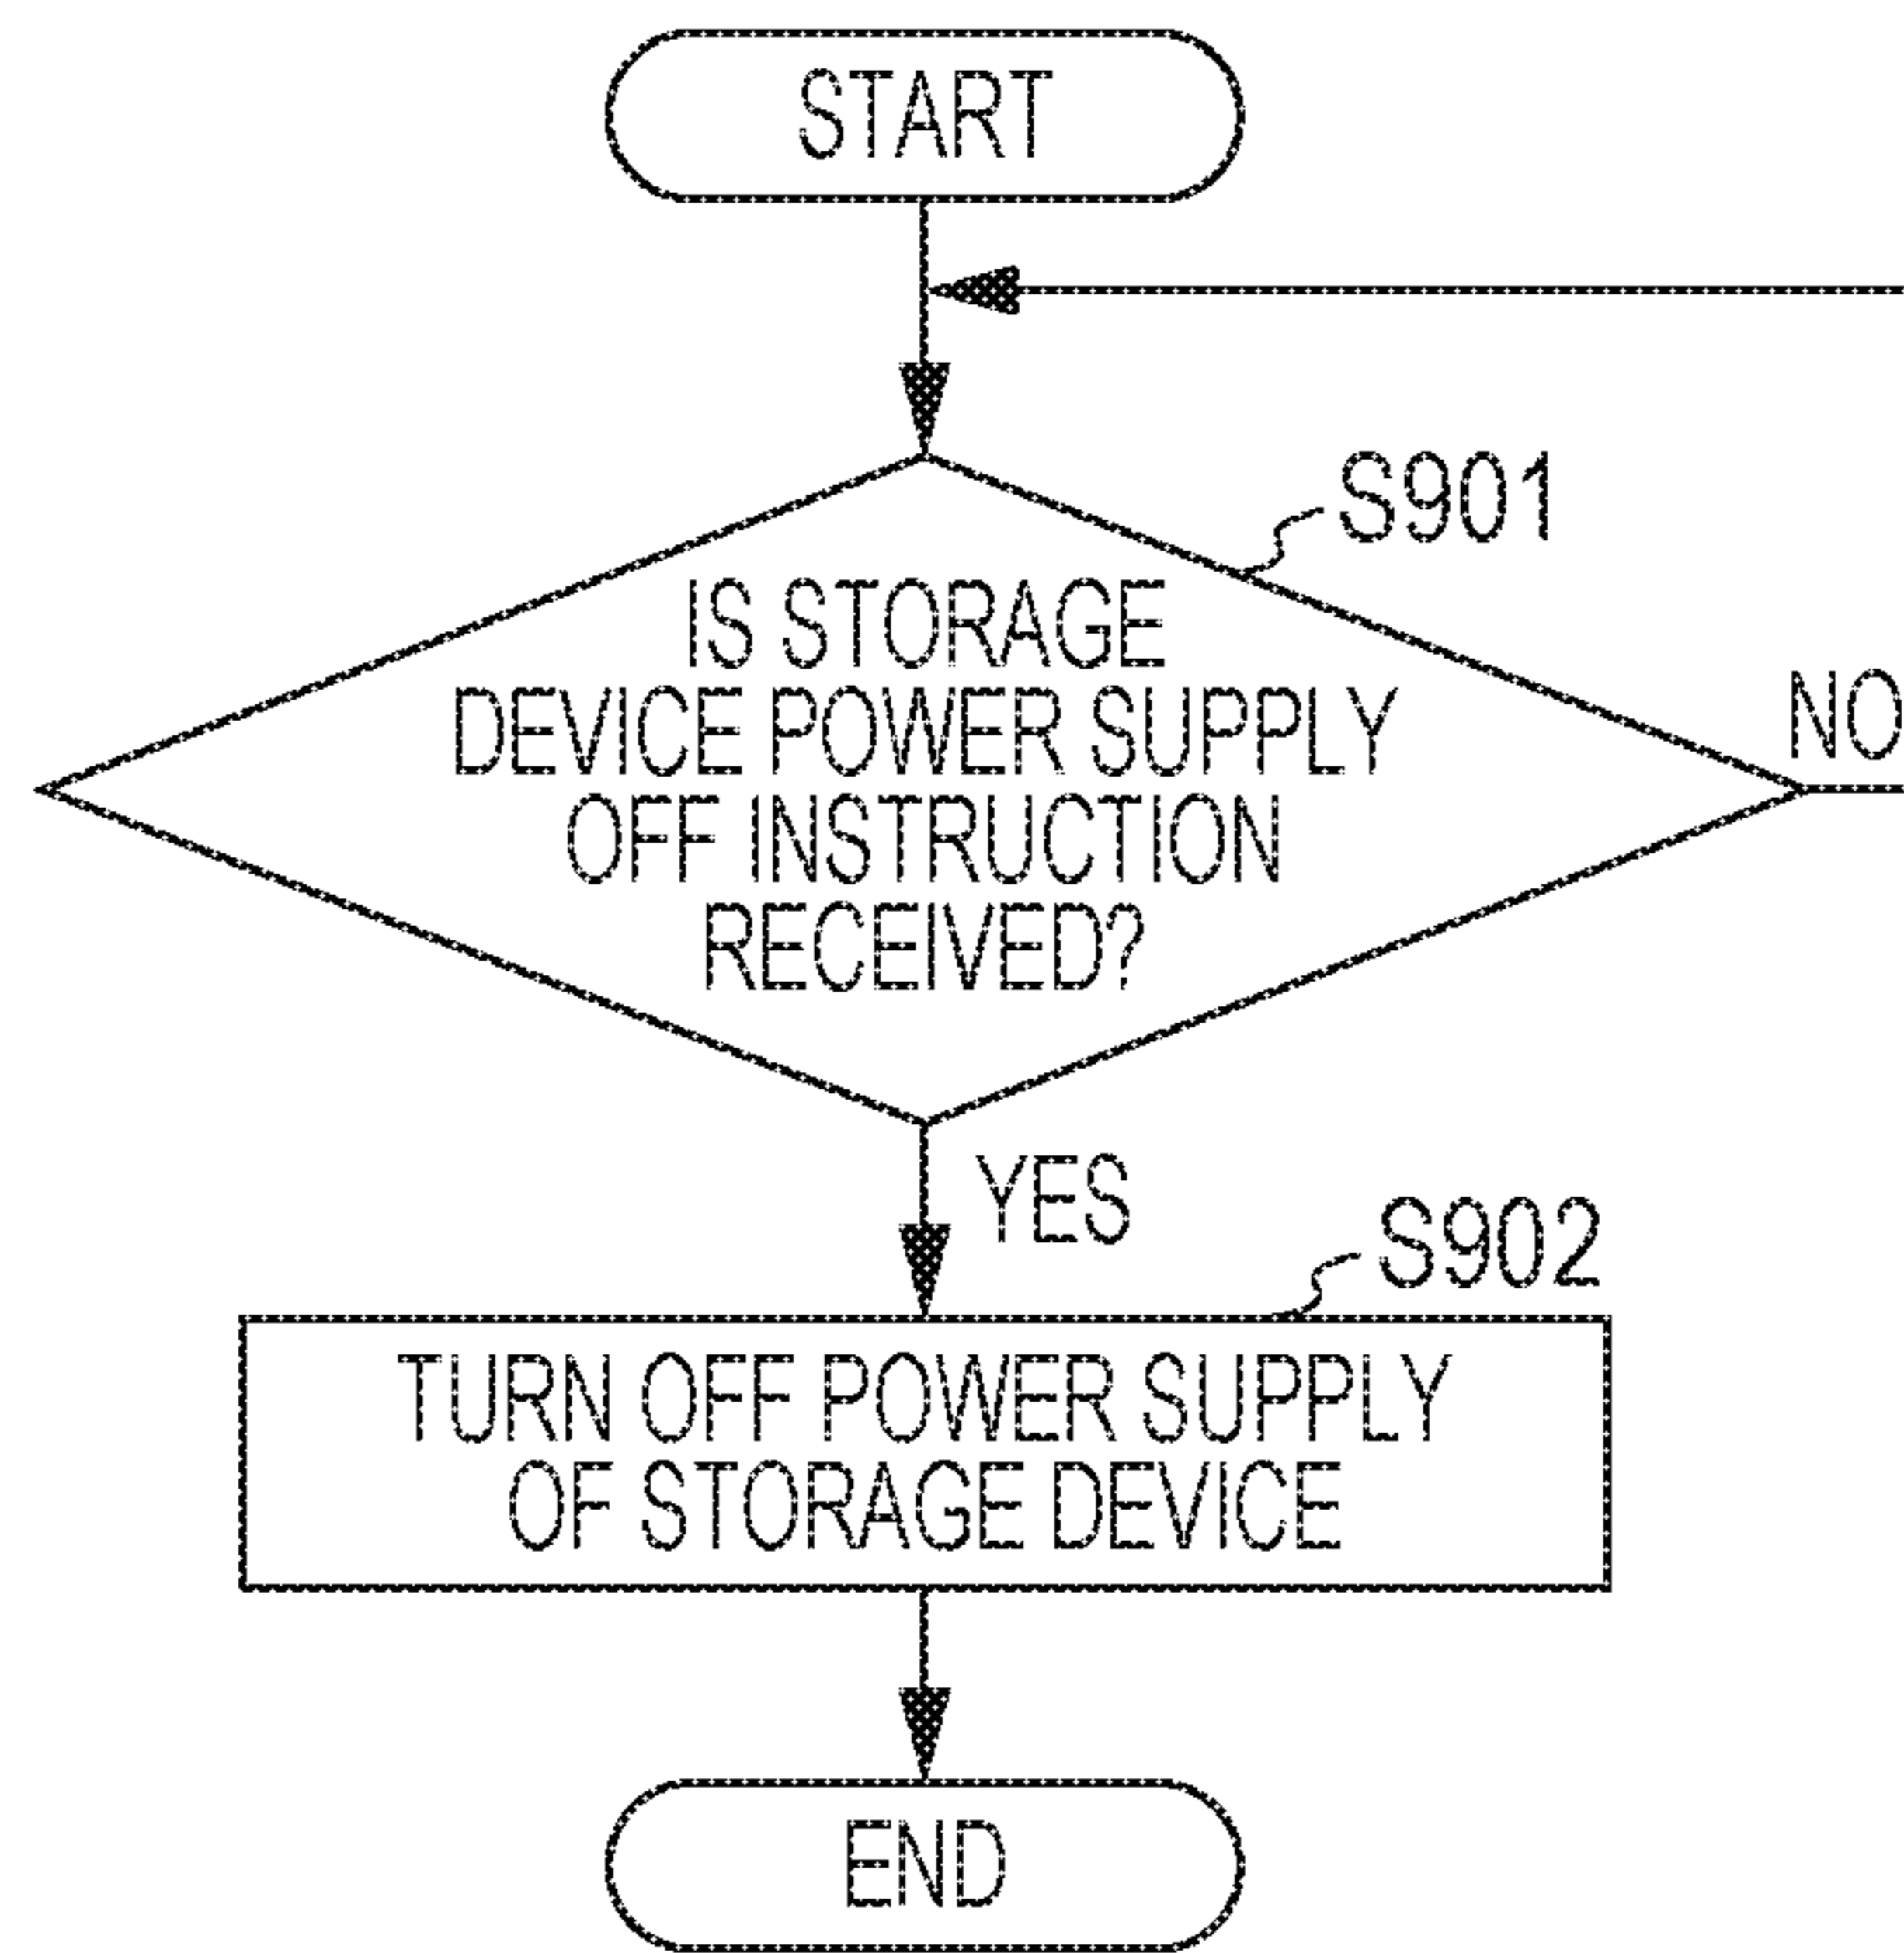 START
S901
IS STORAGE
DEVICE POWER SUPPLY
OFF INSTRUCTION
RECEIVED?
NO
YES
S902
TURN OFF POWER SUPPLY
OF STORAGE DEVICE
END